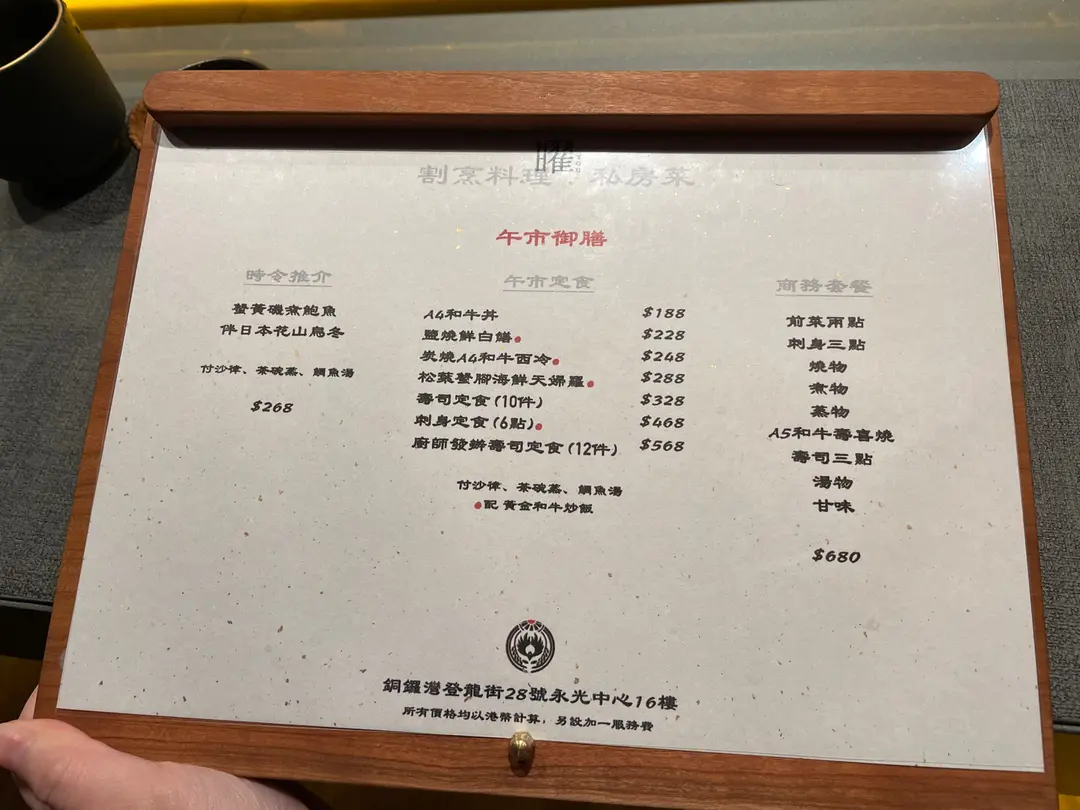 曜
割烹料理・私房菜
午市御膳
時令推介
蟹黃磯煮鮑魚
伴日本花山烏冬
付沙律、茶碗蒸、鯛魚湯
$268
午市定食
A4和牛丼 $188
鹽燒鮮白鱔● $228
炭燒A4和牛西冷● $248
松葉蟹腳海鮮天婦羅● $288
壽司定食(10件) $328
刺身定食(6點)● $468
廚師發辦壽司定食(12件) $568
付沙律、茶碗蒸、鯛魚湯
●配 黃金和牛炒飯
商務套餐
前菜兩點
刺身三點
燒物
煮物
蒸物
A5和牛壽喜燒
壽司三點
湯物
甘味
$680
銅鑼灣登龍街28號永光中心16樓
所有價格均以港幣計算，另設加一服務費